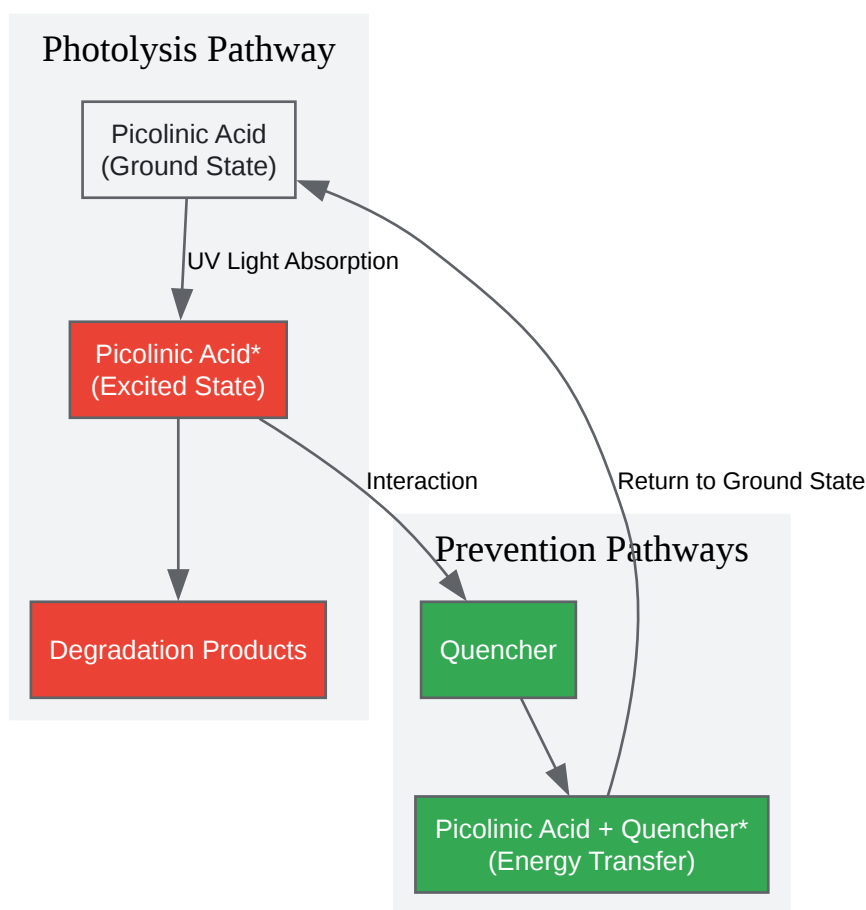 Photolysis Pathway
Picolinic Acid
(Ground State)
UV Light Absorption
Picolinic Acid*
(Excited State)
Interaction
Return to Ground State
Prevention Pathways
Degradation Products
Quencher
Picolinic Acid + Quencher*
(Energy Transfer)